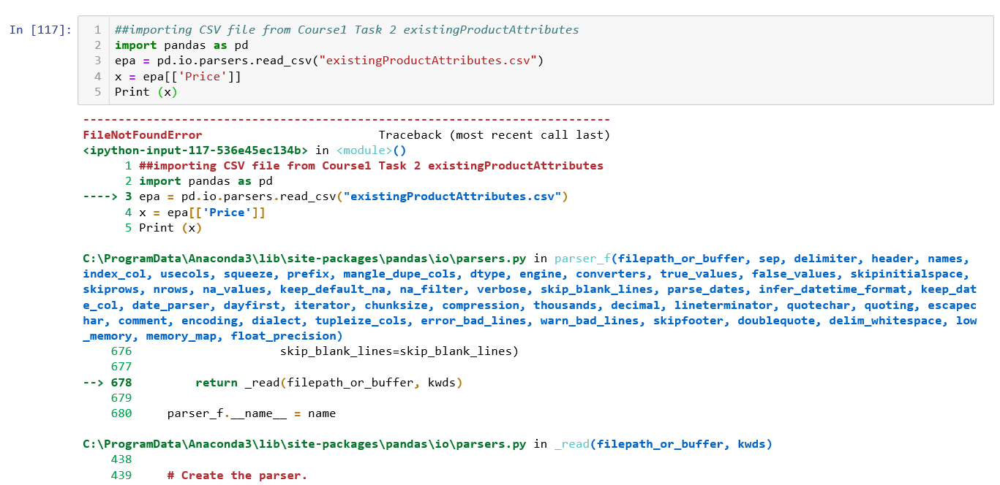 In [117]:
1 ##importing CSV file from Course1 Task 2 existingProductAttributes
2 import pandas as pd
3 epa = pd.io.parsers.read_csv("existingProductAttributes.csv")
4 x = epa[['Price']]
5 Print (x)
---------------------------------------------------------------------------
FileNotFoundError                         Traceback (most recent call last)
<ipython-input-117-536e45ec134b> in <module>()
      1 ##importing CSV file from Course1 Task 2 existingProductAttributes
      2 import pandas as pd
----> 3 epa = pd.io.parsers.read_csv("existingProductAttributes.csv")
      4 x = epa[['Price']]
      5 Print (x)
C:\ProgramData\Anaconda3\lib\site-packages\pandas\io\parsers.py in parser_f(filepath_or_buffer, sep, delimiter, header, names,
index_col, usecols, squeeze, prefix, mangle_dupe_cols, dtype, engine, converters, true_values, false_values, skipinitialspace,
skiprows, nrows, na_values, keep_default_na, na_filter, verbose, skip_blank_lines, parse_dates, infer_datetime_format, keep_dat
e_col, date_parser, dayfirst, iterator, chunksize, compression, thousands, decimal, lineterminator, quotechar, quoting, escapec
har, comment, encoding, dialect, tupleize_cols, error_bad_lines, warn_bad_lines, skipfooter, doublequote, delim_whitespace, low
_memory, memory_map, float_precision)
    676                     skip_blank_lines=skip_blank_lines)
    677
--> 678         return _read(filepath_or_buffer, kwds)
    679
    680     parser_f.__name__ = name
C:\ProgramData\Anaconda3\lib\site-packages\pandas\io\parsers.py in _read(filepath_or_buffer, kwds)
    438
    439     # Create the parser.